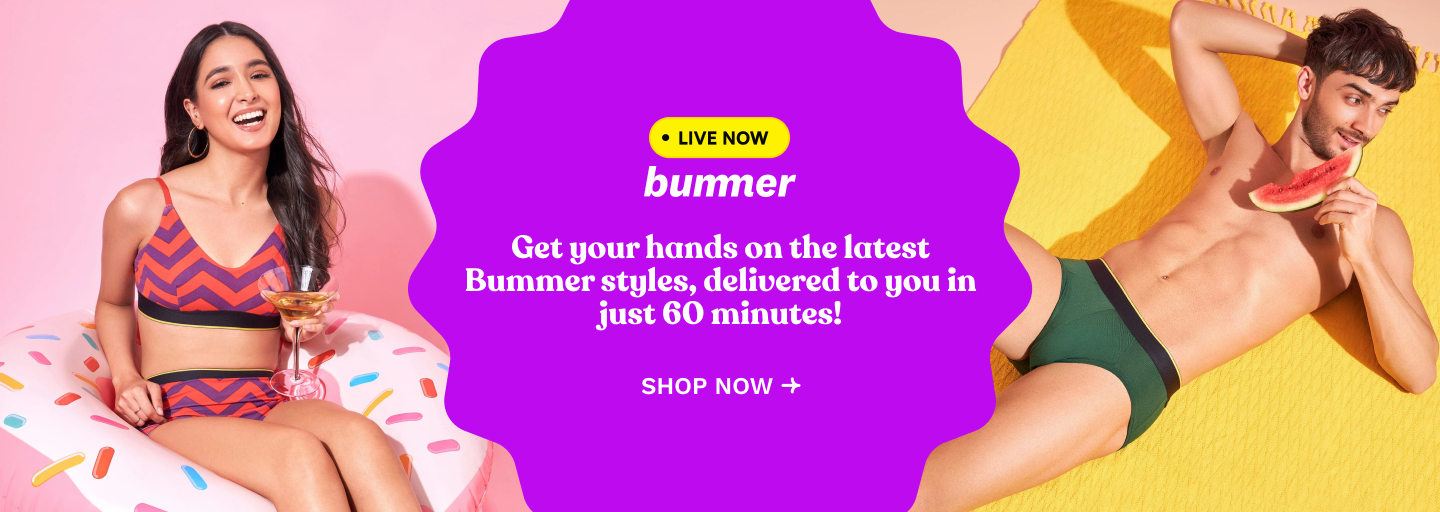 LIVE NOW
bummer
Get your hands on the latest
Bummer styles, delivered to you in
just 60 minutes!
SHOP NOW →